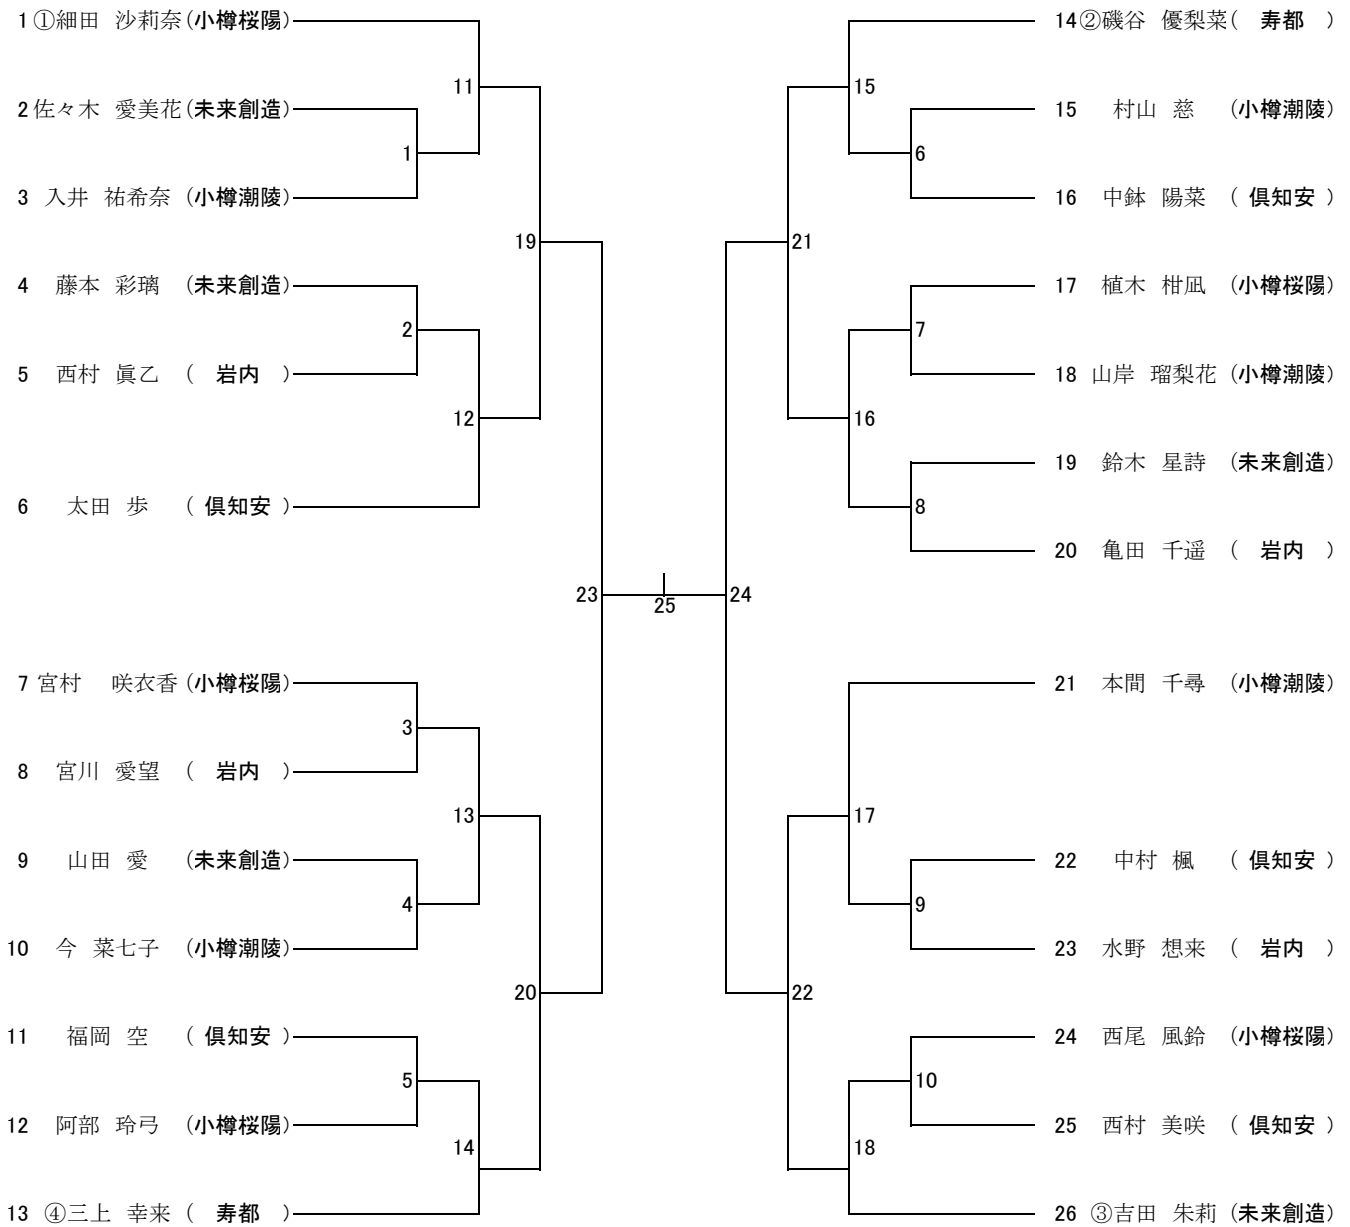 1 ①細田 沙莉奈(小樽桜陽)
2 佐々木 愛美花(未来創造)
3 入井 祐希奈 (小樽潮陵)
4 藤本 彩璃 (未来創造)
5 西村 眞乙 ( 岩内 )
6 太田 歩 ( 倶知安 )
7 宮村 咲衣香 (小樽桜陽)
8 宮川 愛望 ( 岩内 )
9 山田 愛 (未来創造)
10 今 菜七子 (小樽潮陵)
11 福岡 空 ( 倶知安 )
12 阿部 玲弓 (小樽桜陽)
13 ④三上 幸来 ( 寿都 )
11
1
19
2
12
23
3
13
4
20
5
14
25
15
6
21
7
16
8
24
17
9
22
10
18
14 ②磯谷 優梨菜( 寿都 )
15 村山 慈 (小樽潮陵)
16 中鉢 陽菜 ( 倶知安 )
17 植木 柑凪 (小樽桜陽)
18 山岸 瑠梨花 (小樽潮陵)
19 鈴木 星詩 (未来創造)
20 亀田 千遥 ( 岩内 )
21 本間 千尋 (小樽潮陵)
22 中村 楓 ( 倶知安 )
23 水野 想来 ( 岩内 )
24 西尾 風鈴 (小樽桜陽)
25 西村 美咲 ( 倶知安 )
26 ③吉田 朱莉 (未来創造)